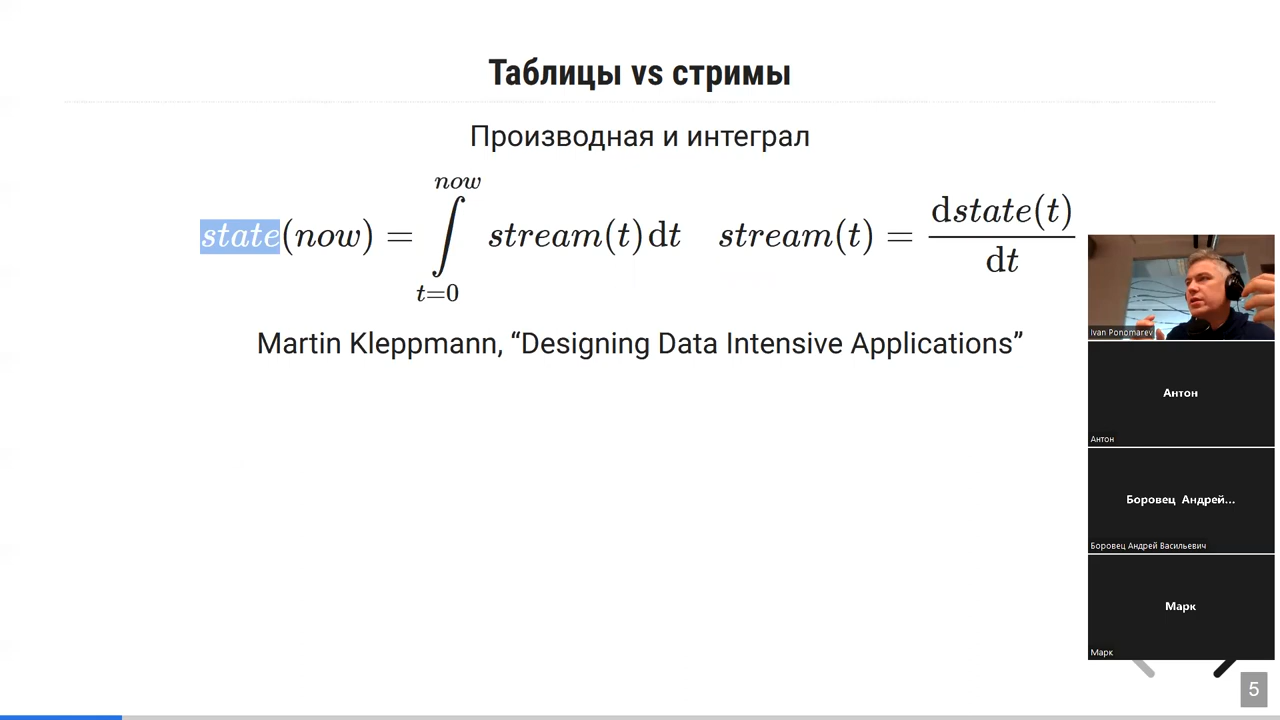 Таблицы vs стримы
Производная и интеграл
state(now) = ∫_{t=0}^{now} stream(t) dt    stream(t) = dstate(t)/dt
Martin Kleppmann, “Designing Data Intensive Applications”
Ivan Ponomarev
Антон
Антон
Боровец Андрей...
Боровец Андрей Васильевич
Марк
Марк
5